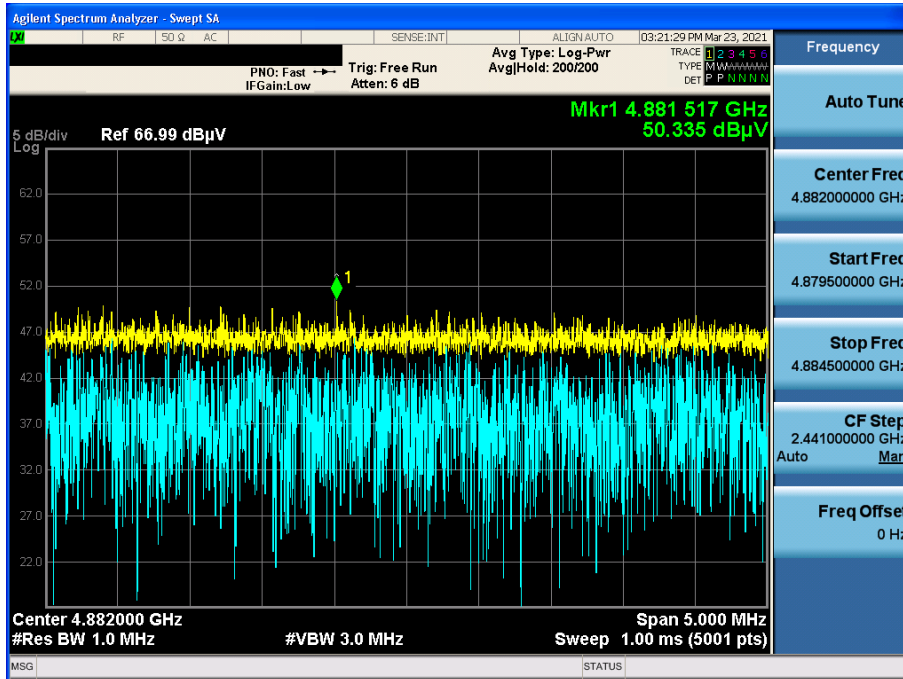 Agilent Spectrum Analyzer - Swept SA
LXI RF 50 Ω AC SENSE:INT ALIGN AUTO 03:21:29 PM Mar 23, 2021
PNO: Fast
IFGain:Low
Trig: Free Run
Atten: 6 dB
Avg Type: Log-Pwr
Avg|Hold: 200/200
TRACE 1 2 3 4 5 6
TYPE M W W W W W
DET P P N N N N
Mkr1 4.881 517 GHz
50.335 dBµV
5 dB/div Ref 66.99 dBµV
Log
62.0
57.0
52.0
47.0
42.0
37.0
32.0
27.0
22.0
1
Center 4.882000 GHz
Span 5.000 MHz
#Res BW 1.0 MHz
#VBW 3.0 MHz
Sweep 1.00 ms (5001 pts)
MSG
STATUS
Frequency
Auto Tune
Center Freq
4.882000000 GHz
Start Freq
4.879500000 GHz
Stop Freq
4.884500000 GHz
CF Step
2.441000000 GHz
Auto Man
Freq Offset
0 Hz